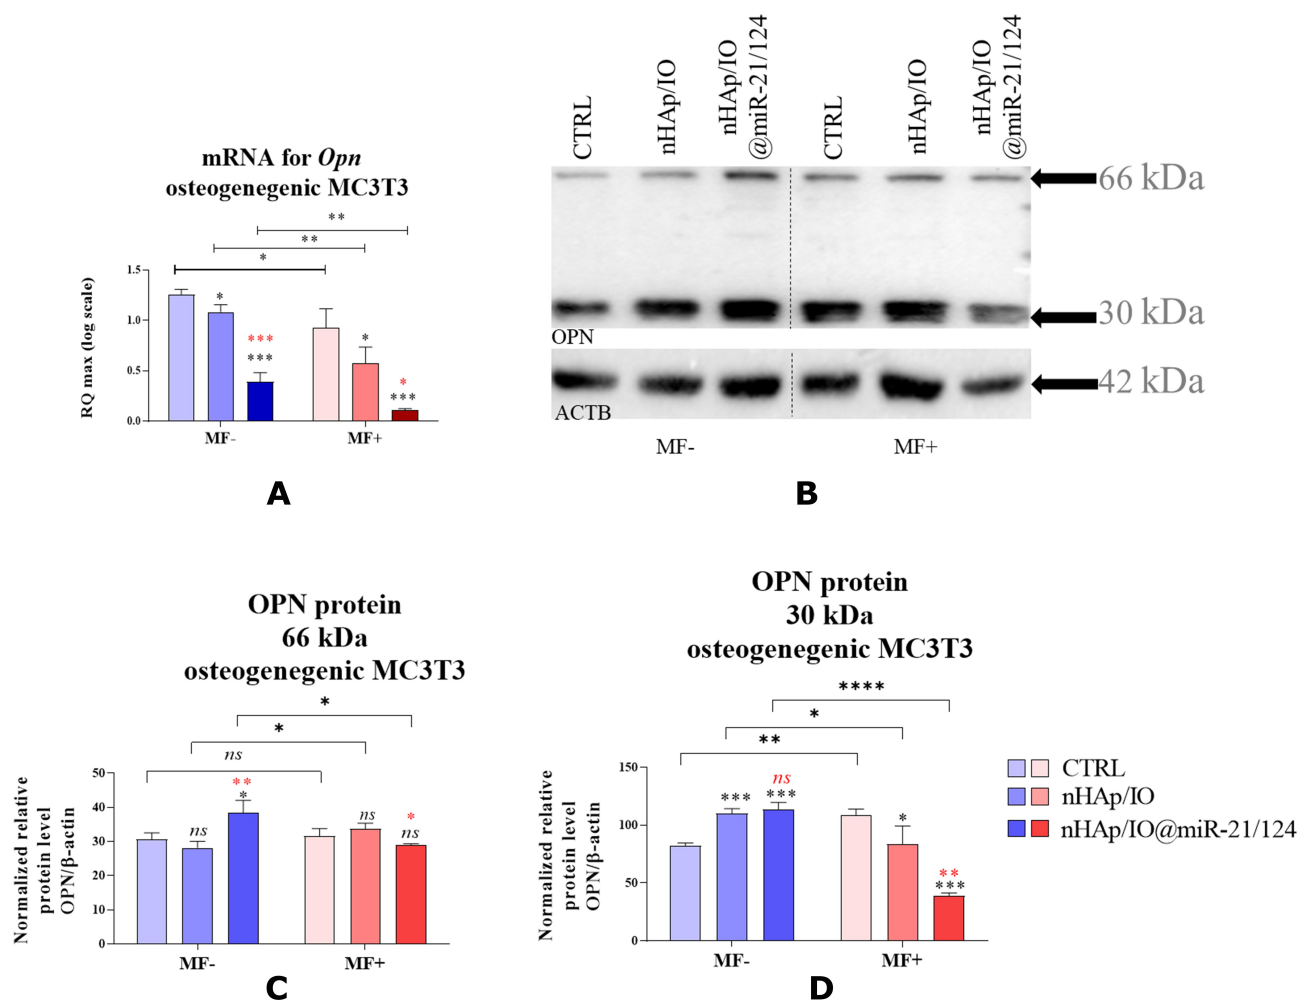 mRNA for Opn
osteogenegenic MC3T3
**
**
*
RQ max (log scale)
1.5
1.0
0.5
0.0
*
***
***
*
*
***
MF-
MF+
A
CTRL
nHAp/IO
nHAp/IO
@miR-21/124
CTRL
nHAp/IO
nHAp/IO
@miR-21/124
66 kDa
30 kDa
OPN
42 kDa
ACTB
MF-
MF+
B
OPN protein
66 kDa
osteogenegenic MC3T3
*
*
ns
Normalized relative
protein level
OPN/β-actin
50
40
30
20
10
0
ns
**
*
ns
*
ns
MF-
MF+
C
OPN protein
30 kDa
osteogenegenic MC3T3
****
*
**
Normalized relative
protein level
OPN/β-actin
150
100
50
0
***
ns
***
*
**
***
MF-
MF+
D
CTRL
nHAp/IO
nHAp/IO@miR-21/124